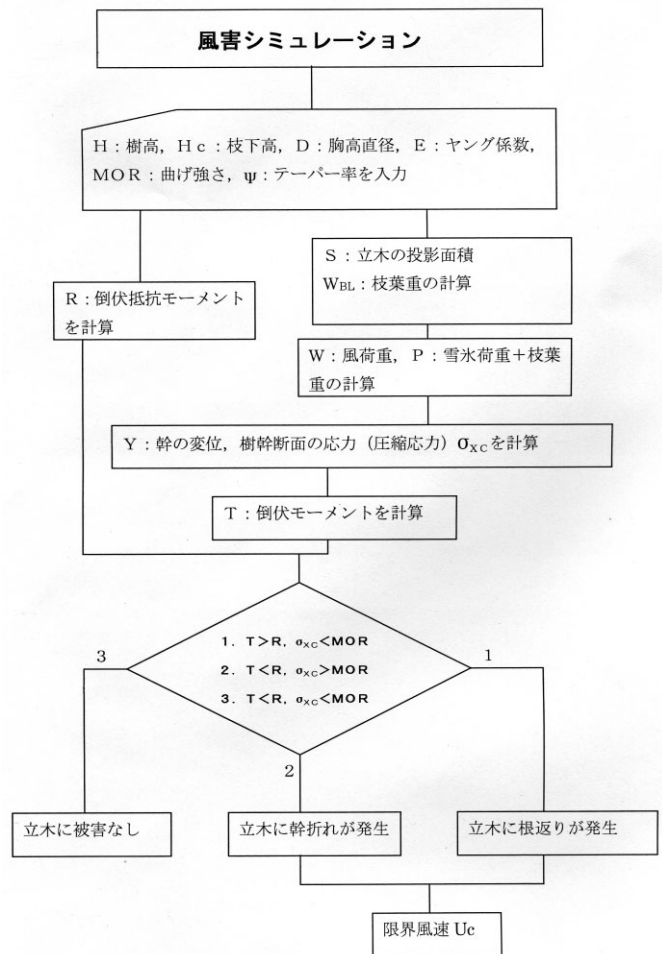 風害シミュレーション
H:樹高,Hc:枝下高,D:胸高直径,E:ヤング係数,
MOR:曲げ強さ,ψ:テーパー率を入力
S:立木の投影面積
WBL:枝葉重の計算
R:倒伏抵抗モーメント
を計算
W:風荷重,P:雪氷荷重+枝葉
重の計算
Y:幹の変位,樹幹断面の応力(圧縮応力)σxcを計算
T:倒伏モーメントを計算
1. T>R, σxc<MOR
2. T<R, σxc>MOR
3. T<R, σxc<MOR
3
1
2
立木に被害なし
立木に幹折れが発生
立木に根返りが発生
限界風速 Uc